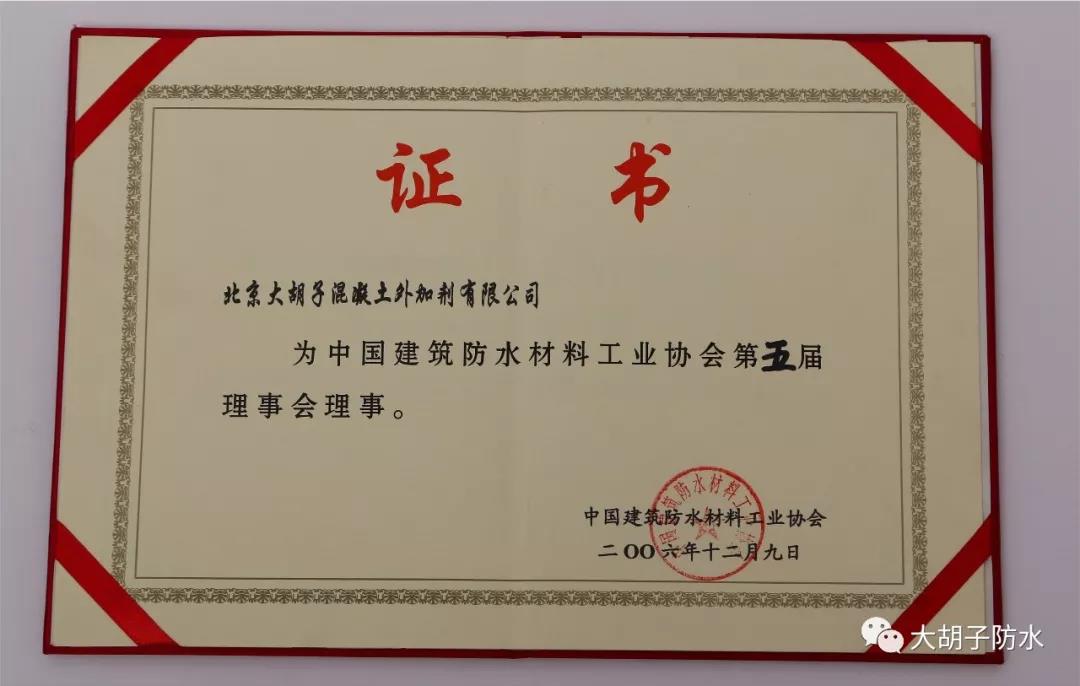 证 书
北京大胡子混凝土外加剂有限公司
为中国建筑防水材料工业协会第五届
理事会理事。
中国建筑防水材料工业协会
二OO六年十二月九日
大胡子防水